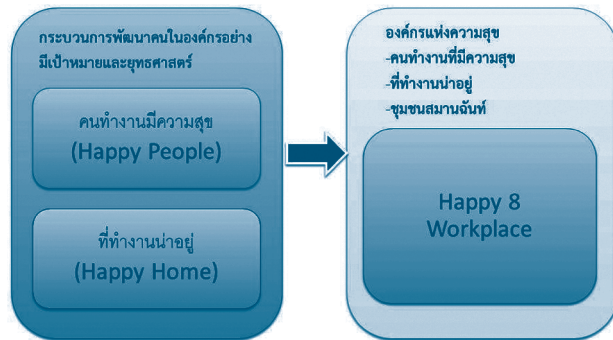 กระบวนการพัฒนาคนในองค์กรอย่าง
มีเป้าหมายและยุทธศาสตร์
คนทำงานมีความสุข
(Happy People)
ที่ทำงานน่าอยู่
(Happy Home)
องค์กรแห่งความสุข
-คนทำงานที่มีความสุข
-ที่ทำงานน่าอยู่
-ชุมชนสมานฉันท์
Happy 8
Workplace